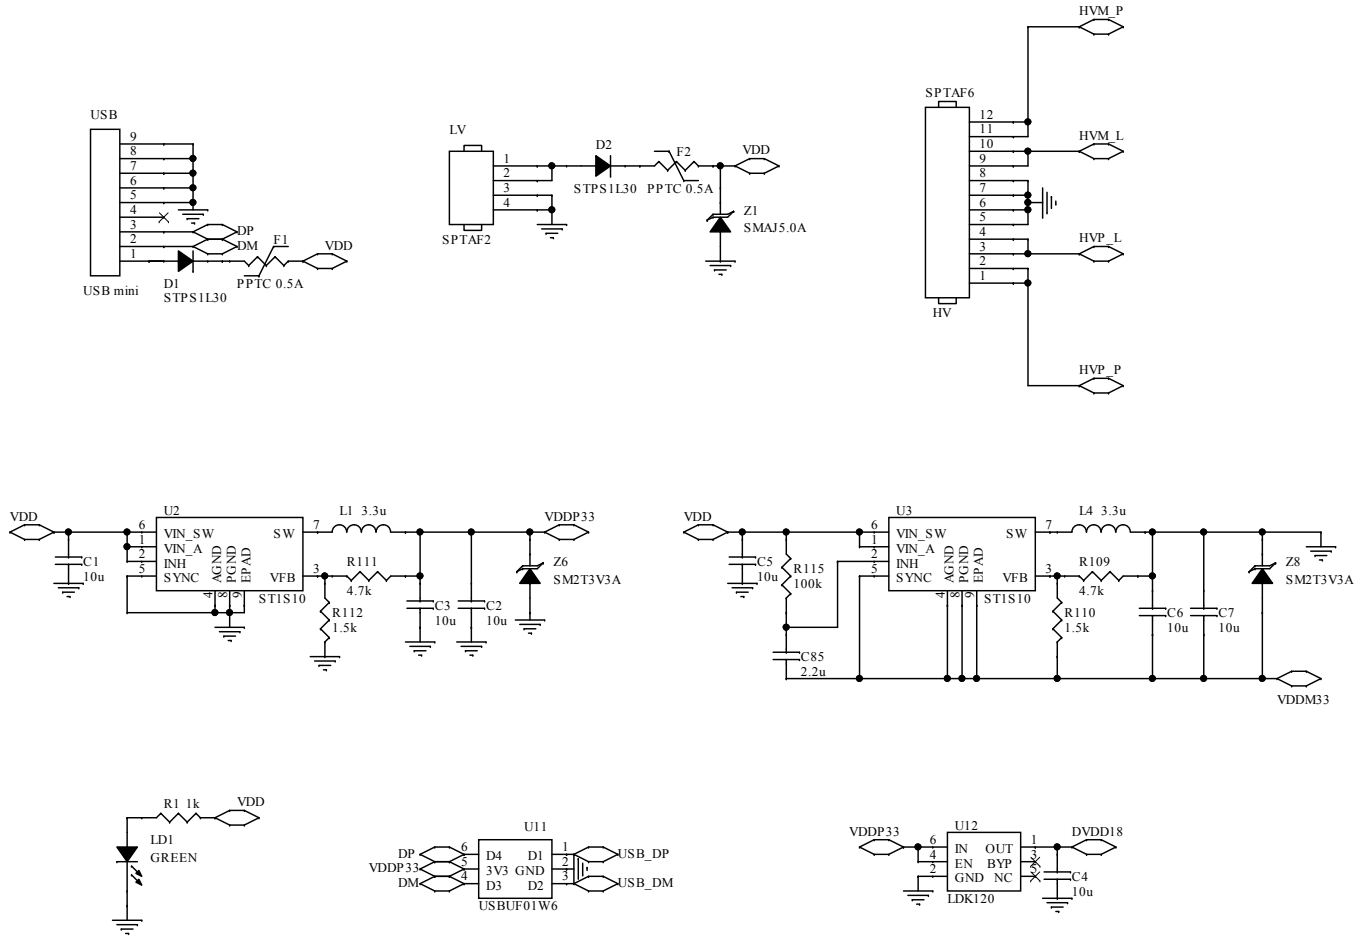 HVM_P
SPTAF6
12
11
10
9
8
7
6
5
4
3
2
1
HV
HVM_L
HVP_L
HVP_P
USB
9
8
7
6
5
4
3
2
1
DP
DM
F1
VDD
D1
STPS1L30
PPTC 0.5A
USB mini
LV
1
2
3
4
SPTAF2
D2
STPS1L30
F2
PPTC 0.5A
VDD
Z1
SMAJ5.0A
VDD
C1
10u
U2
6
1
2
5
VIN_SW
VIN_A
INH
SYNC
AGND
PGND
EPAD
4
8
9
SW
VFB
7
3
ST1S10
L1 3.3u
R111
4.7k
R112
1.5k
C3
10u
C2
10u
VDDP33
Z6
SM2T3V3A
VDD
C5
10u
R115
100k
C85
2.2u
U3
6
1
2
5
VIN_SW
VIN_A
INH
SYNC
AGND
PGND
EPAD
4
8
9
SW
VFB
7
3
ST1S10
L4 3.3u
R109
4.7k
R110
1.5k
C6
10u
C7
10u
Z8
SM2T3V3A
VDDM33
R1 1k
VDD
LD1
GREEN
U11
DP
VDDP33
DM
6
5
4
D4
3V3
D3
D1
GND
D2
1
2
3
USB_DP
USB_DM
USBUF01W6
VDDP33
U12
6
4
2
IN
EN
GND
OUT
BYP
NC
1
3
5
LDK120
DVDD18
C4
10u